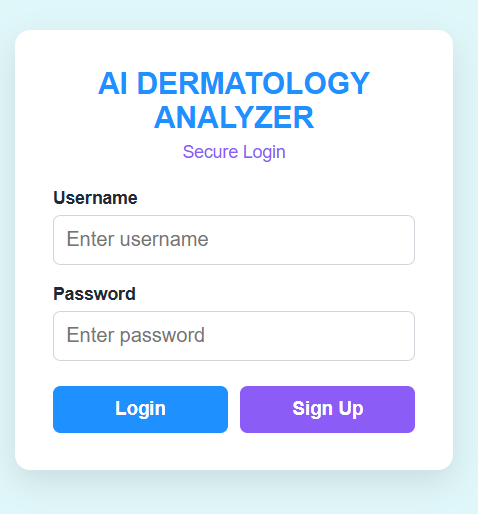 AI DERMATOLOGY
ANALYZER
Secure Login
Username
Enter username
Password
Enter password
Login
Sign Up